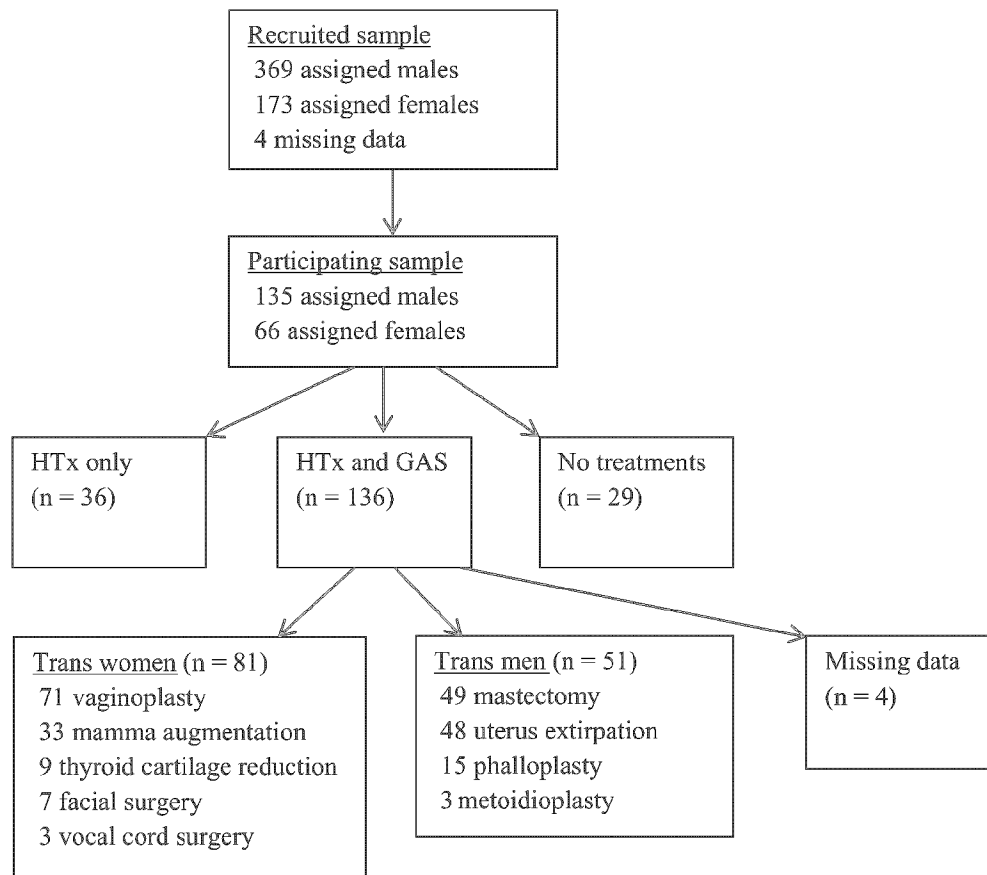 Recruited sample
369 assigned males
173 assigned females
4 missing data
Participating sample
135 assigned males
66 assigned females
HTx only
(n = 36)
HTx and GAS
(n = 136)
No treatments
(n = 29)
Trans women (n = 81)
71 vaginoplasty
33 mamma augmentation
9 thyroid cartilage reduction
7 facial surgery
3 vocal cord surgery
Trans men (n = 51)
49 mastectomy
48 uterus extirpation
15 phalloplasty
3 metoidioplasty
Missing data
(n = 4)